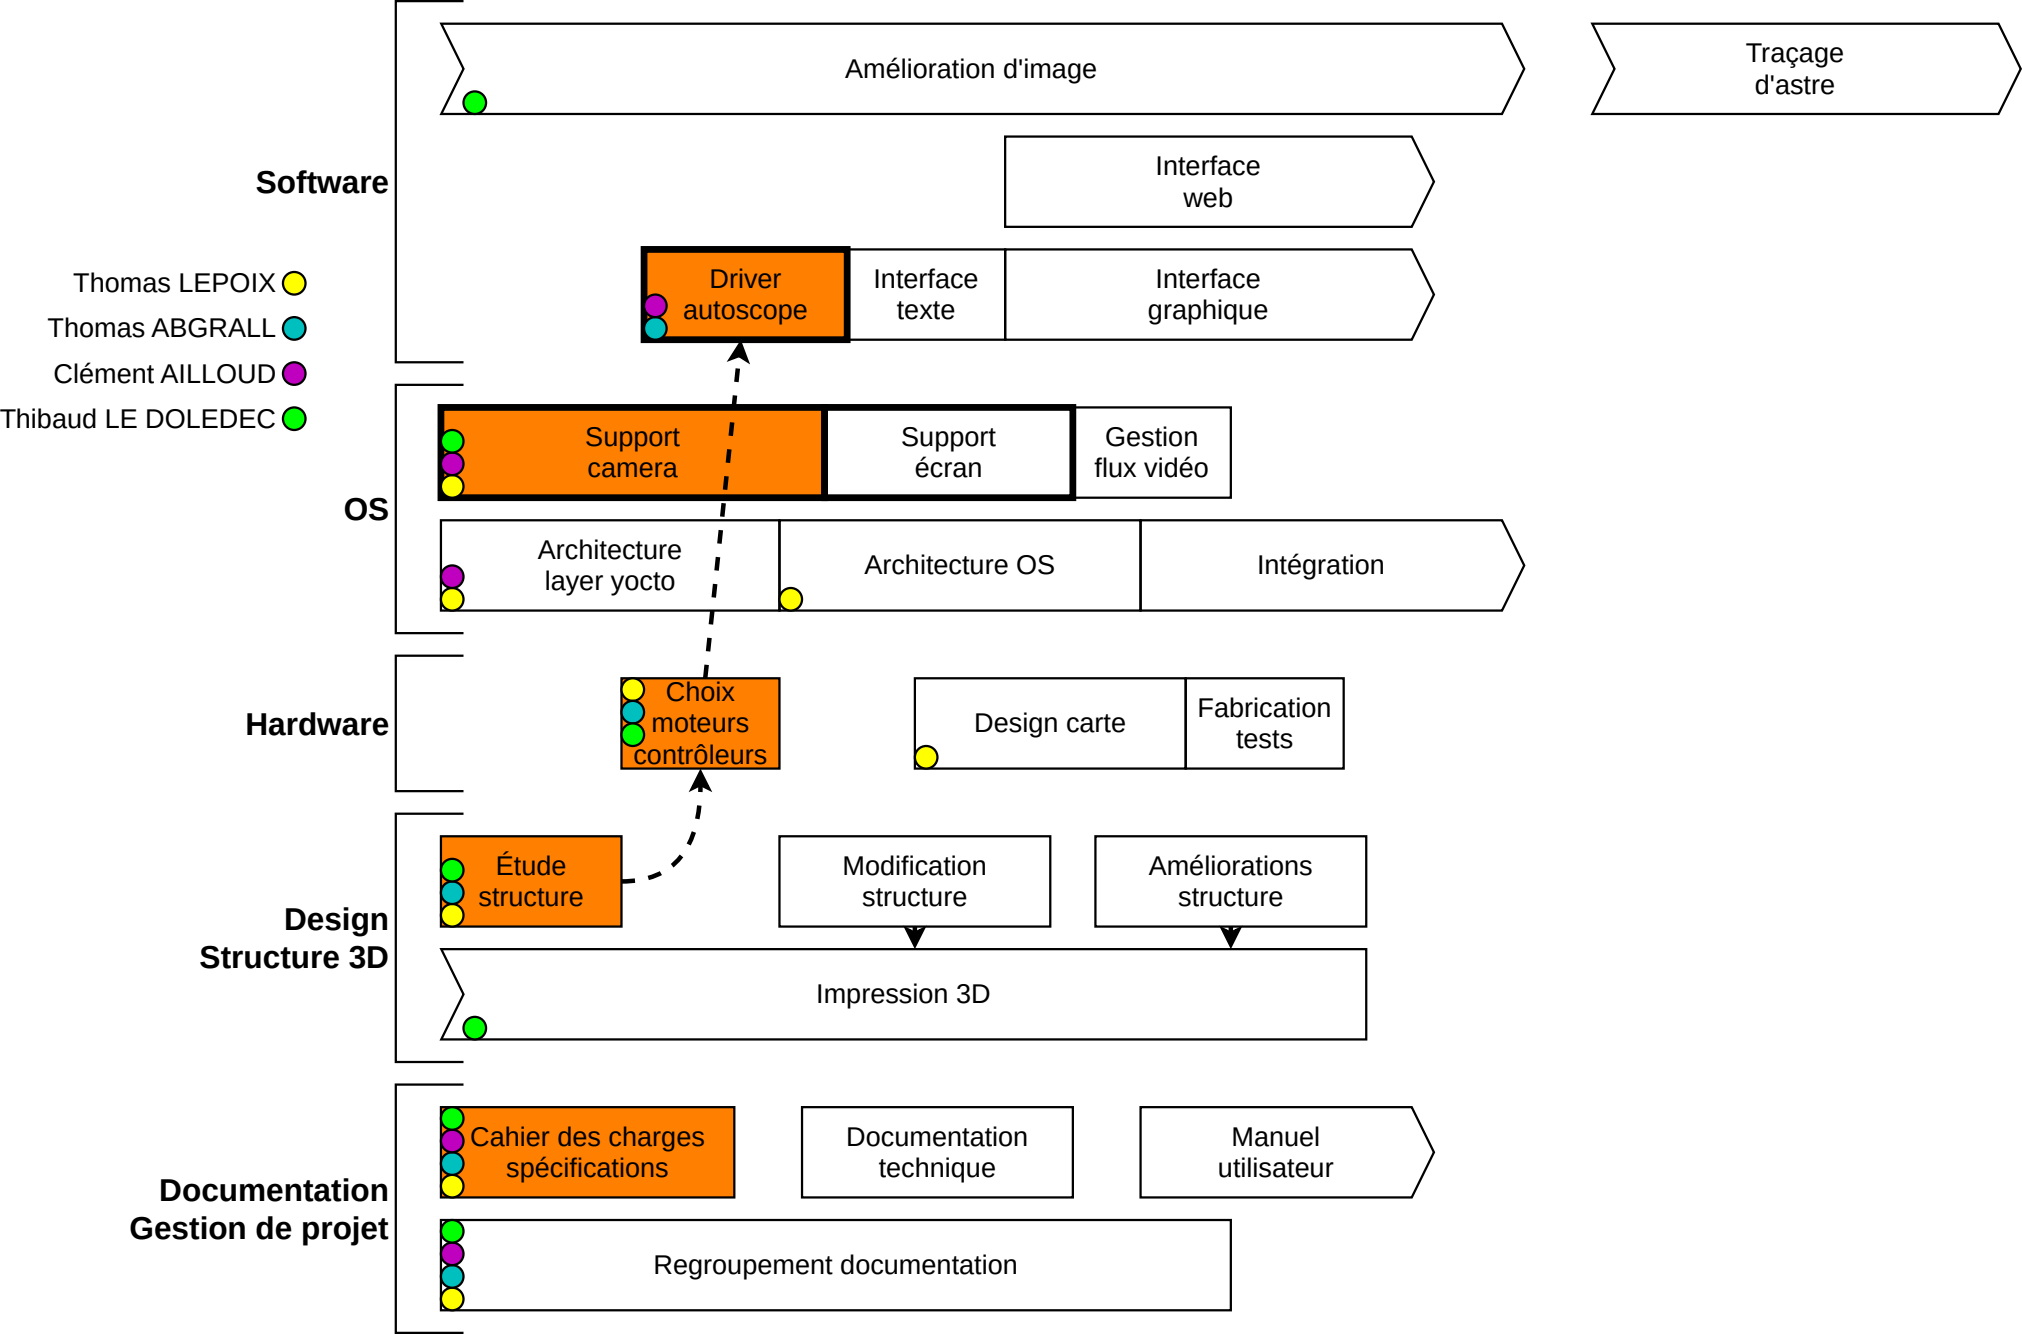 Amélioration d'image
Traçage
d'astre
Interface
web
Software
Driver
autoscope
Interface
texte
Interface
graphique
Thomas LEPOIX
Thomas ABGRALL
Clément AILLOUD
Thibaud LE DOLEDEC
Support
camera
Support
écran
Gestion
flux vidéo
OS
Architecture
layer yocto
Architecture OS
Intégration
Hardware
Choix
moteurs
contrôleurs
Design carte
Fabrication
tests
Étude
structure
Modification
structure
Améliorations
structure
Design
Structure 3D
Impression 3D
Cahier des charges
spécifications
Documentation
technique
Manuel
utilisateur
Documentation
Gestion de projet
Regroupement documentation